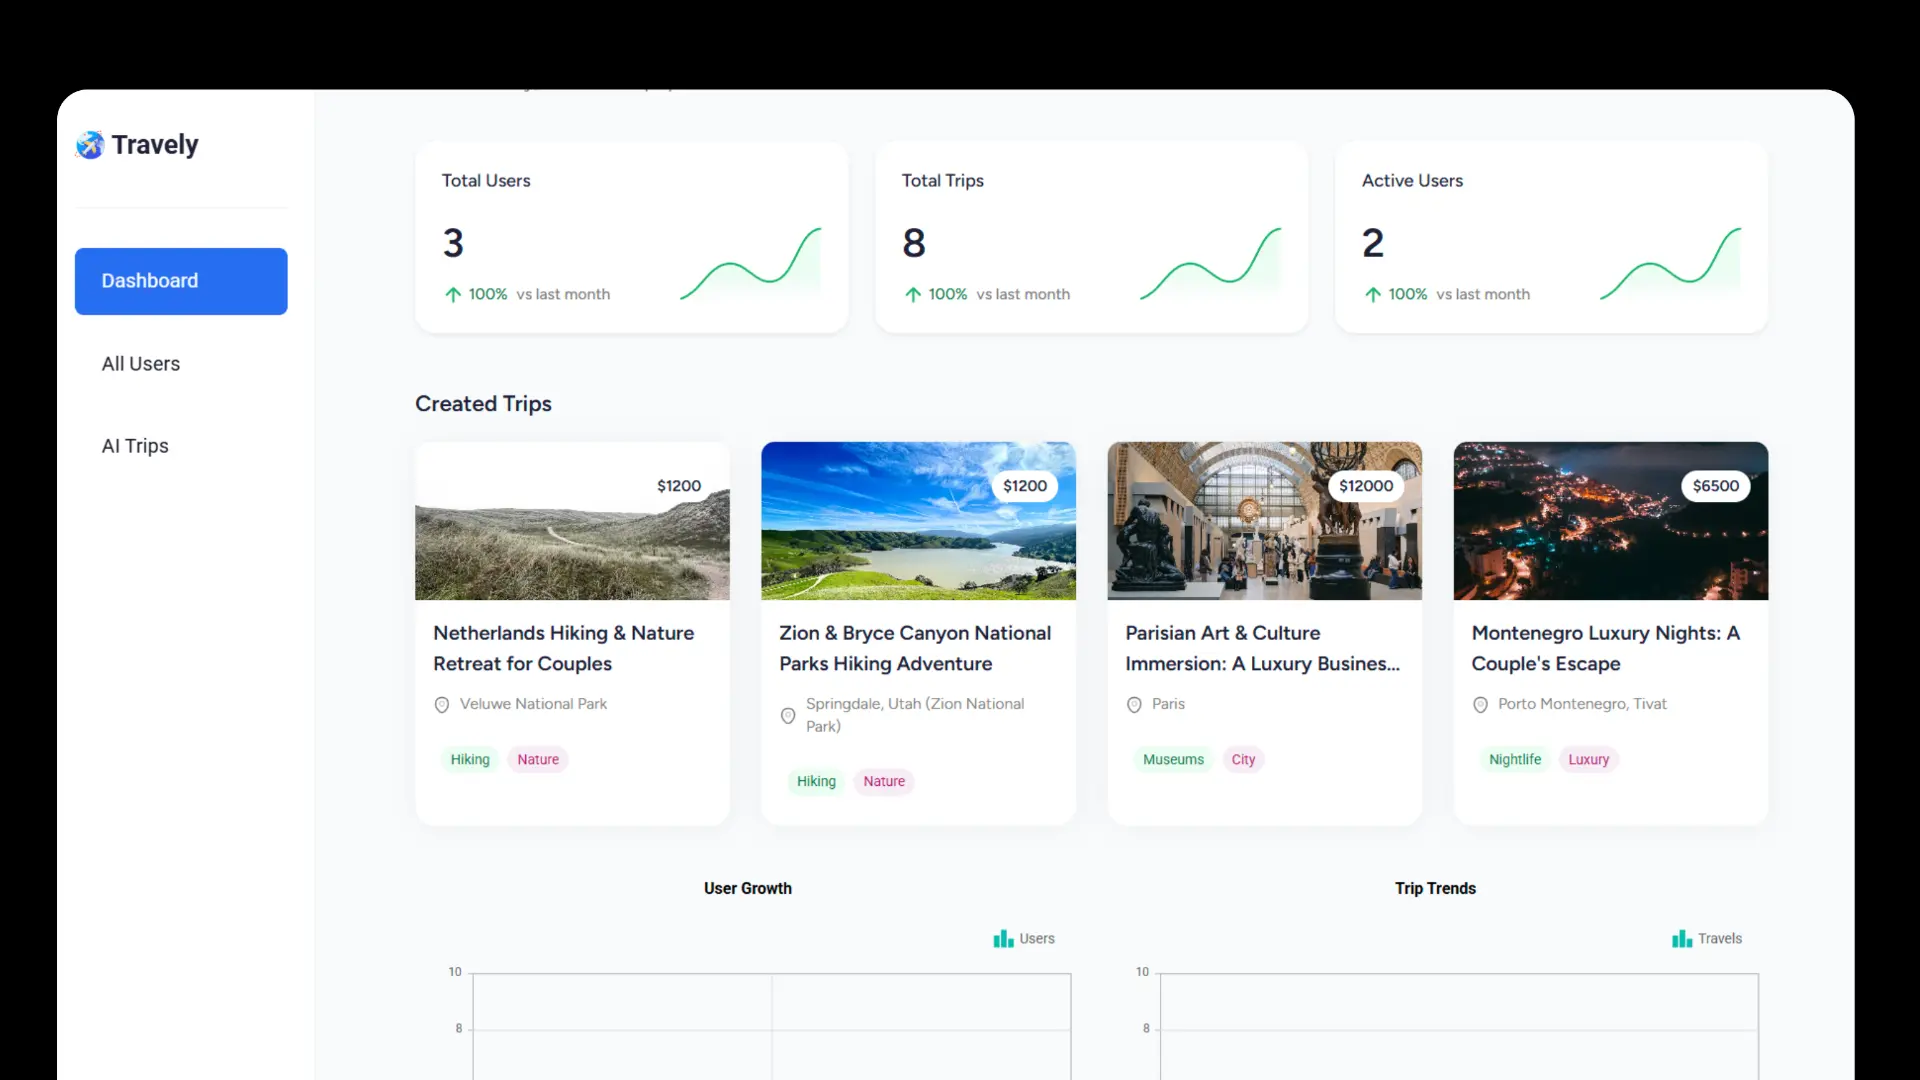 Travely
Dashboard
All Users
AI Trips
Total Users
3
100% vs last month
Total Trips
8
100% vs last month
Active Users
2
100% vs last month
Created Trips
$1200
Netherlands Hiking & Nature
Retreat for Couples
Veluwe National Park
Hiking Nature
$1200
Zion & Bryce Canyon National
Parks Hiking Adventure
Springdale, Utah (Zion National
Park)
Hiking Nature
$12000
Parisian Art & Culture
Immersion: A Luxury Busines...
Paris
Museums City
$6500
Montenegro Luxury Nights: A
Couple's Escape
Porto Montenegro, Tivat
Nightlife Luxury
User Growth
Users
10
8
Trip Trends
Travels
10
8